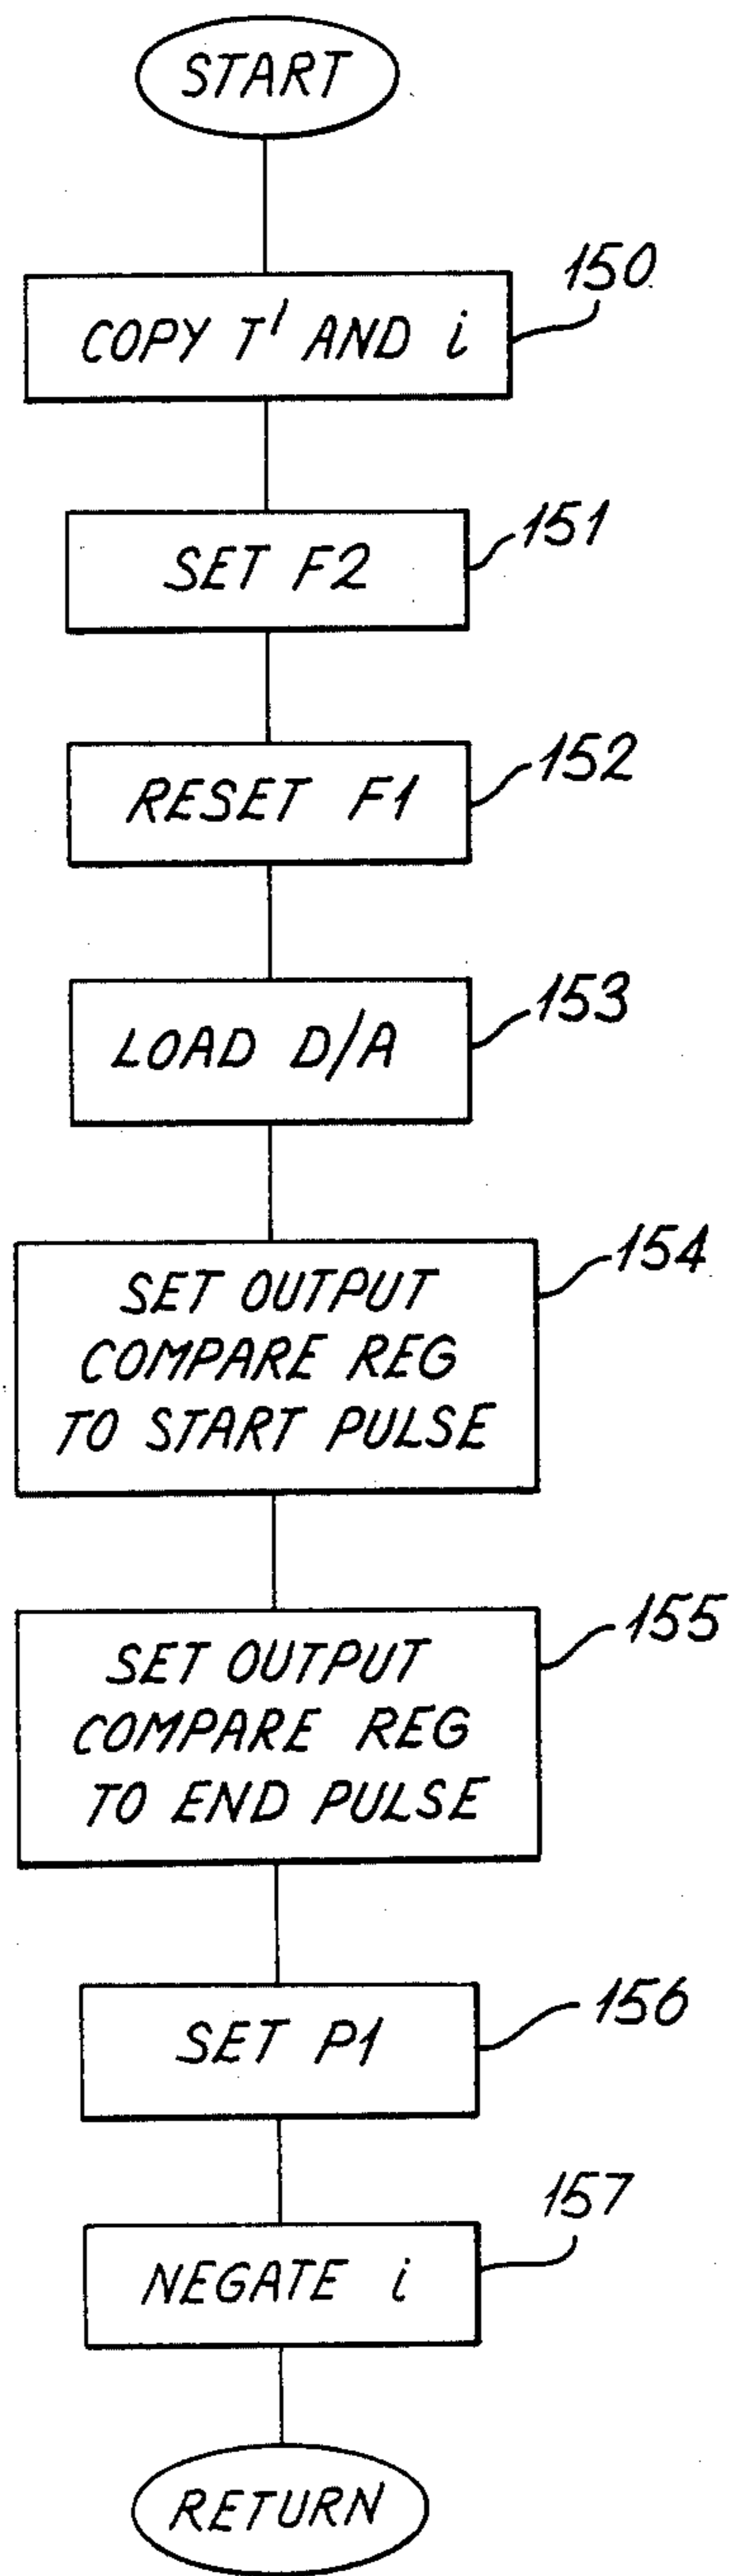 START
150
COPY T' AND i
151
SET F2
152
RESET F1
153
LOAD D/A
154
SET OUTPUT
COMPARE REG
TO START PULSE
155
SET OUTPUT
COMPARE REG
TO END PULSE
156
SET P1
157
NEGATE i
RETURN